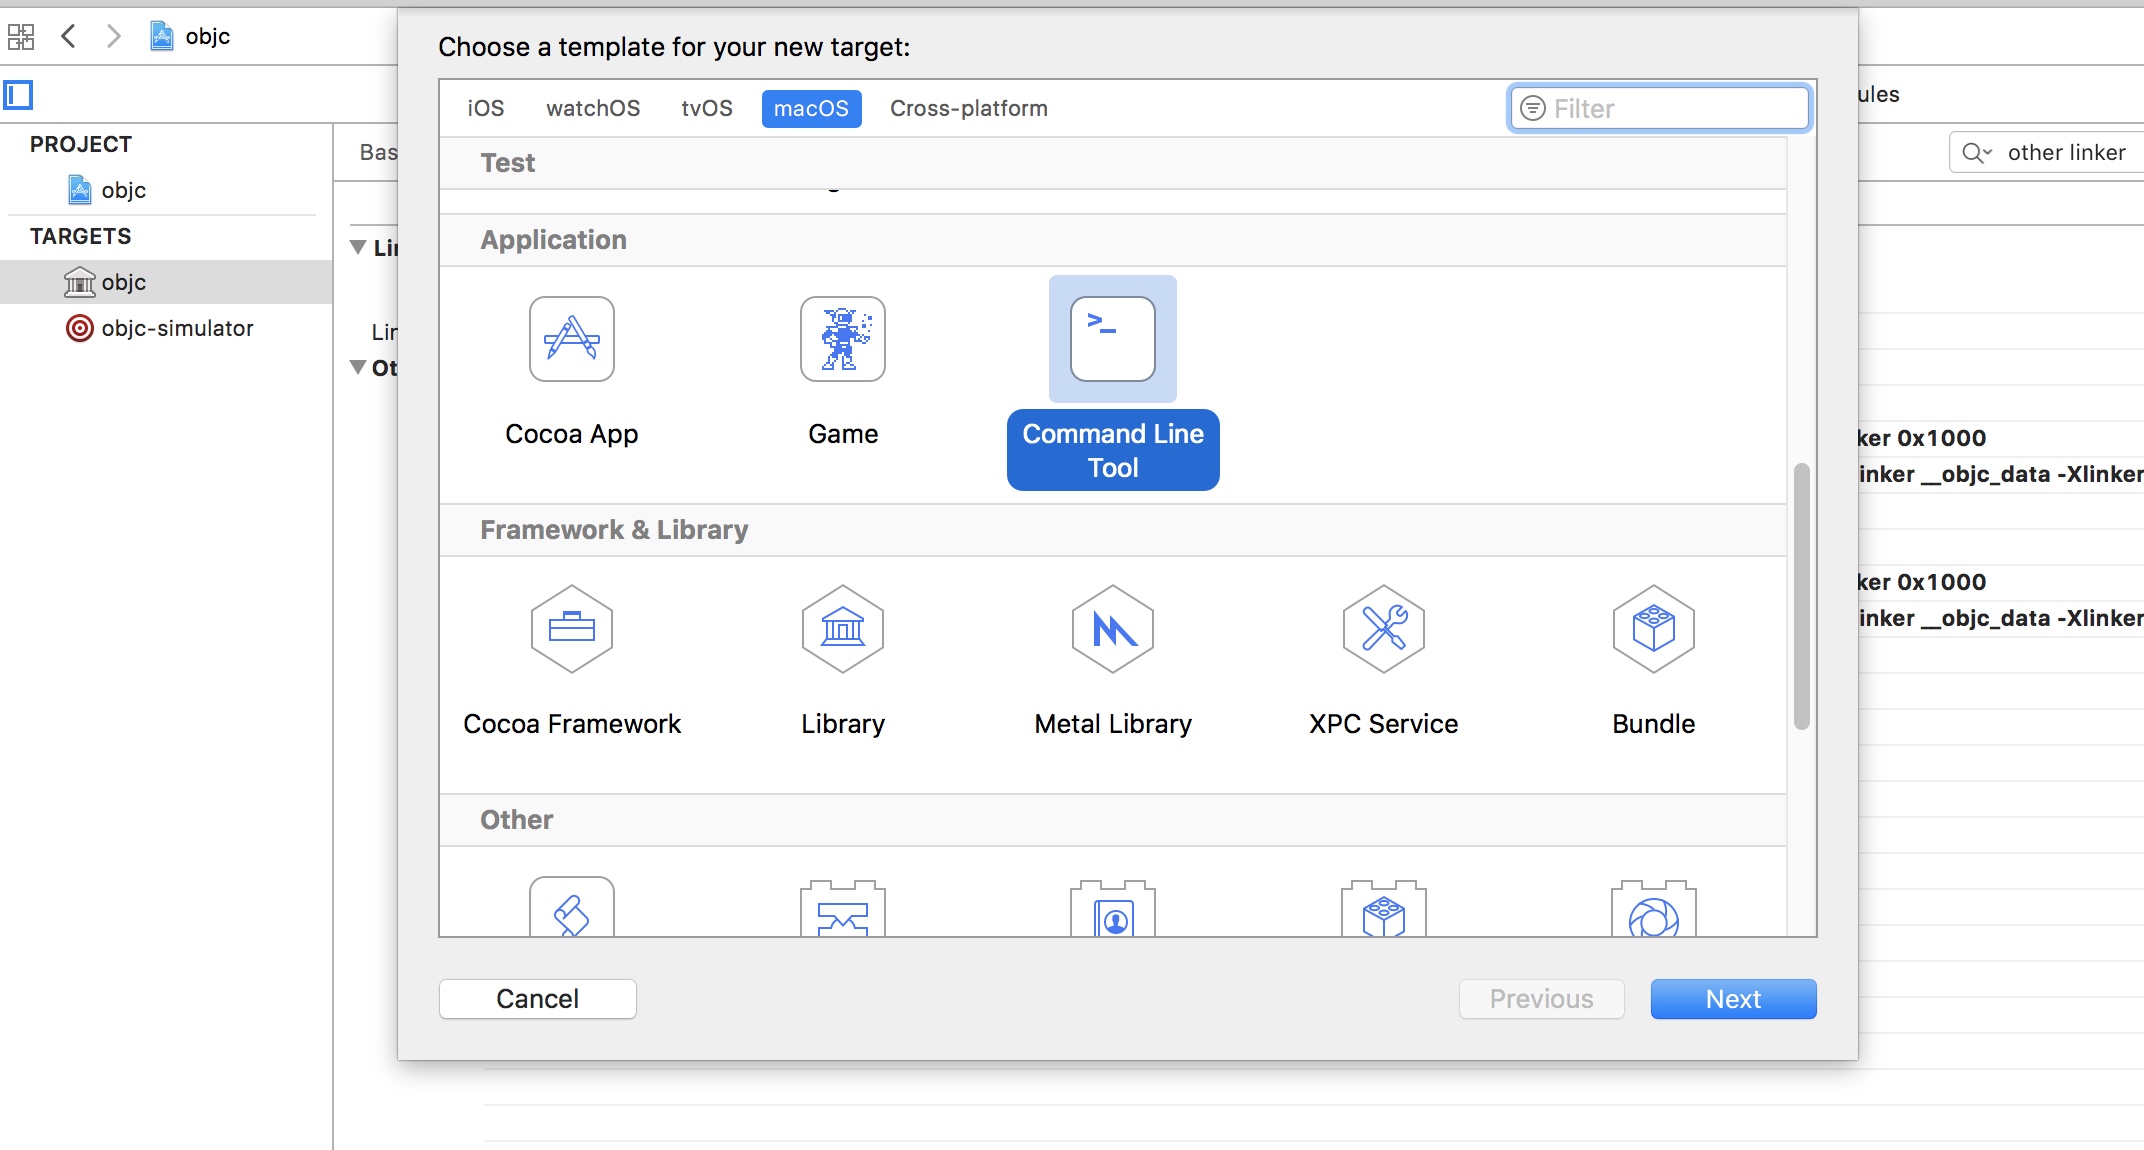 objc
Choose a template for your new target:
iOS watchOS tvOS macOS Cross-platform Filter
ules
PROJECT
objc
TARGETS
objc
objc-simulator
Bas
other linker
Test
Application
Cocoa App
Game
>_
Command Line
Tool
Framework & Library
Cocoa Framework
Library
Metal Library
XPC Service
Bundle
Other
Lin
Ot
ker 0x1000
inker __objc_data -Xlinker
ker 0x1000
inker __objc_data -Xlinker
Cancel
Previous
Next